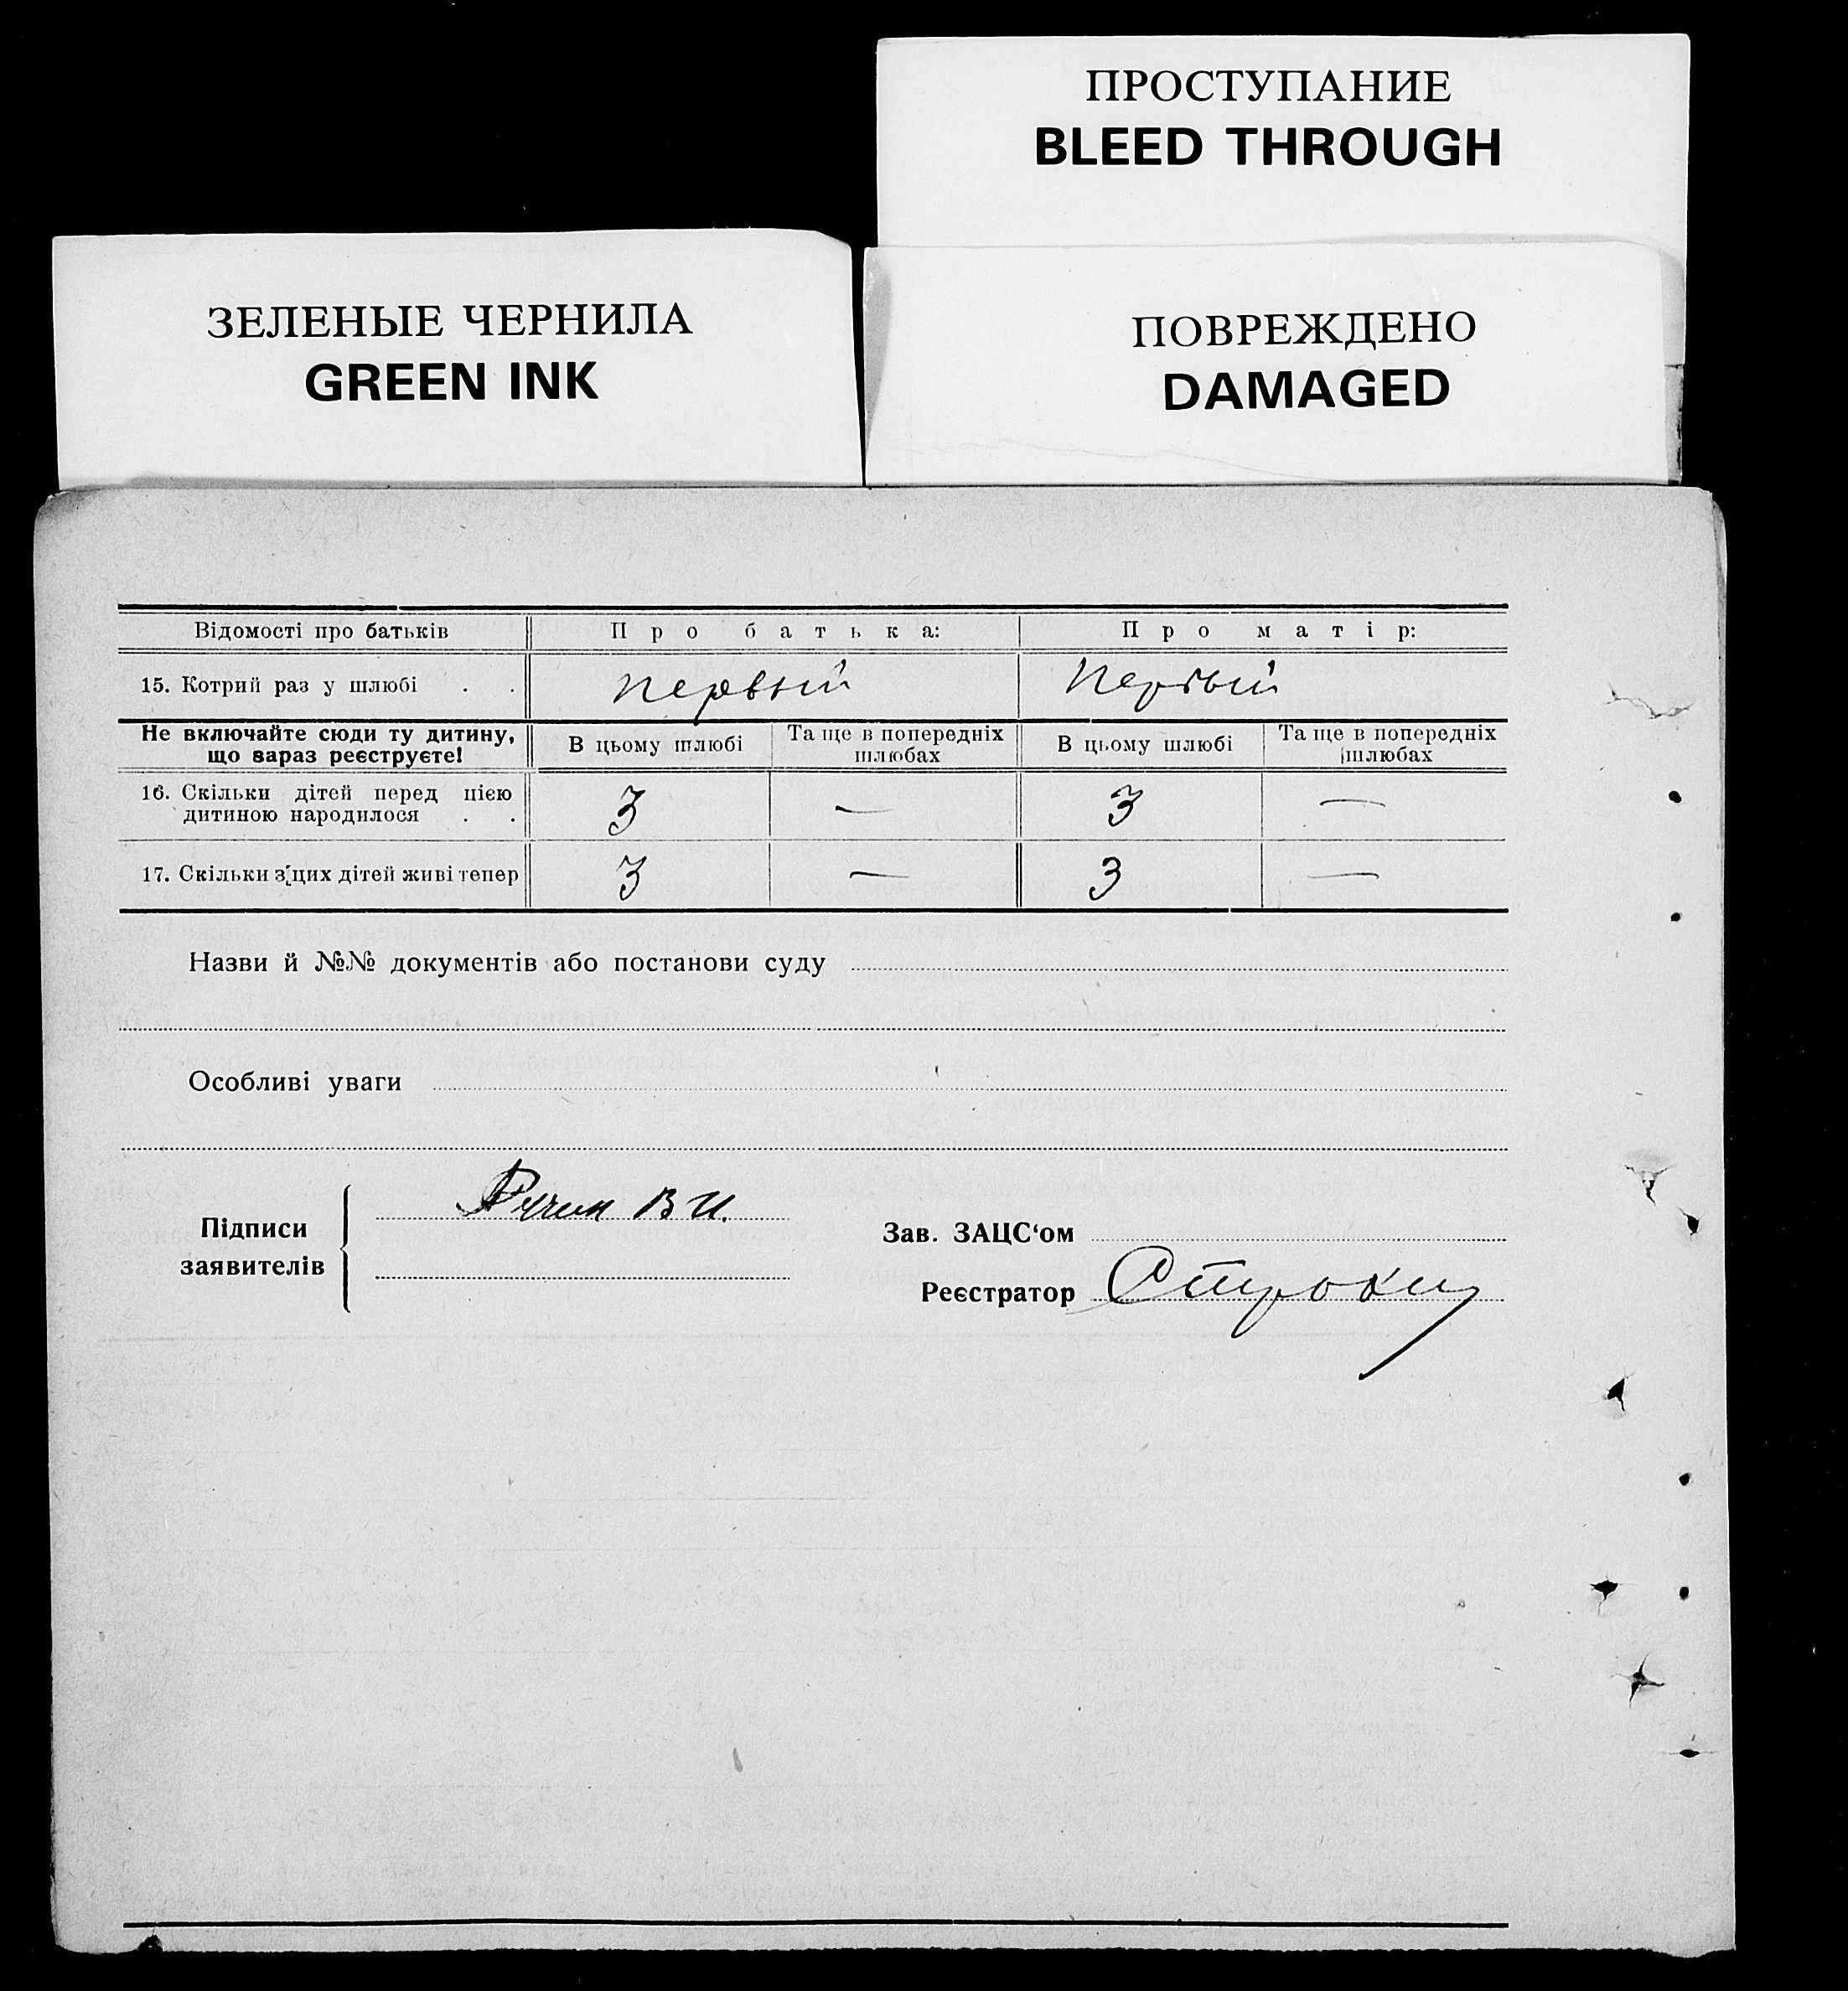 ПРОСТУПАНИЕ
BLEED THROUGH
ЗЕЛЕНЫЕ ЧЕРНИЛА
GREEN INK
ПОВРЕЖДЕНО
DAMAGED
Відомості про батьків Про батька: Про матір:
15. Котрий раз у шлюбі . . первый первый
Не включайте сюди ту дитину, що вараз реєструєте! В цьому шлюбі Та ще в попередніх шлюбах В цьому шлюбі Та ще в попередніх шлюбах
16. Скільки дітей перед цією дитиною народилося . . 3 — 3 —
17. Скільки з цих дітей живі тепер 3 — 3 —
Назви й №№ документів або постанови суду
Особливі уваги
Підписи заявителів В И.
Зав. ЗАЦС‘ом
Реєстратор